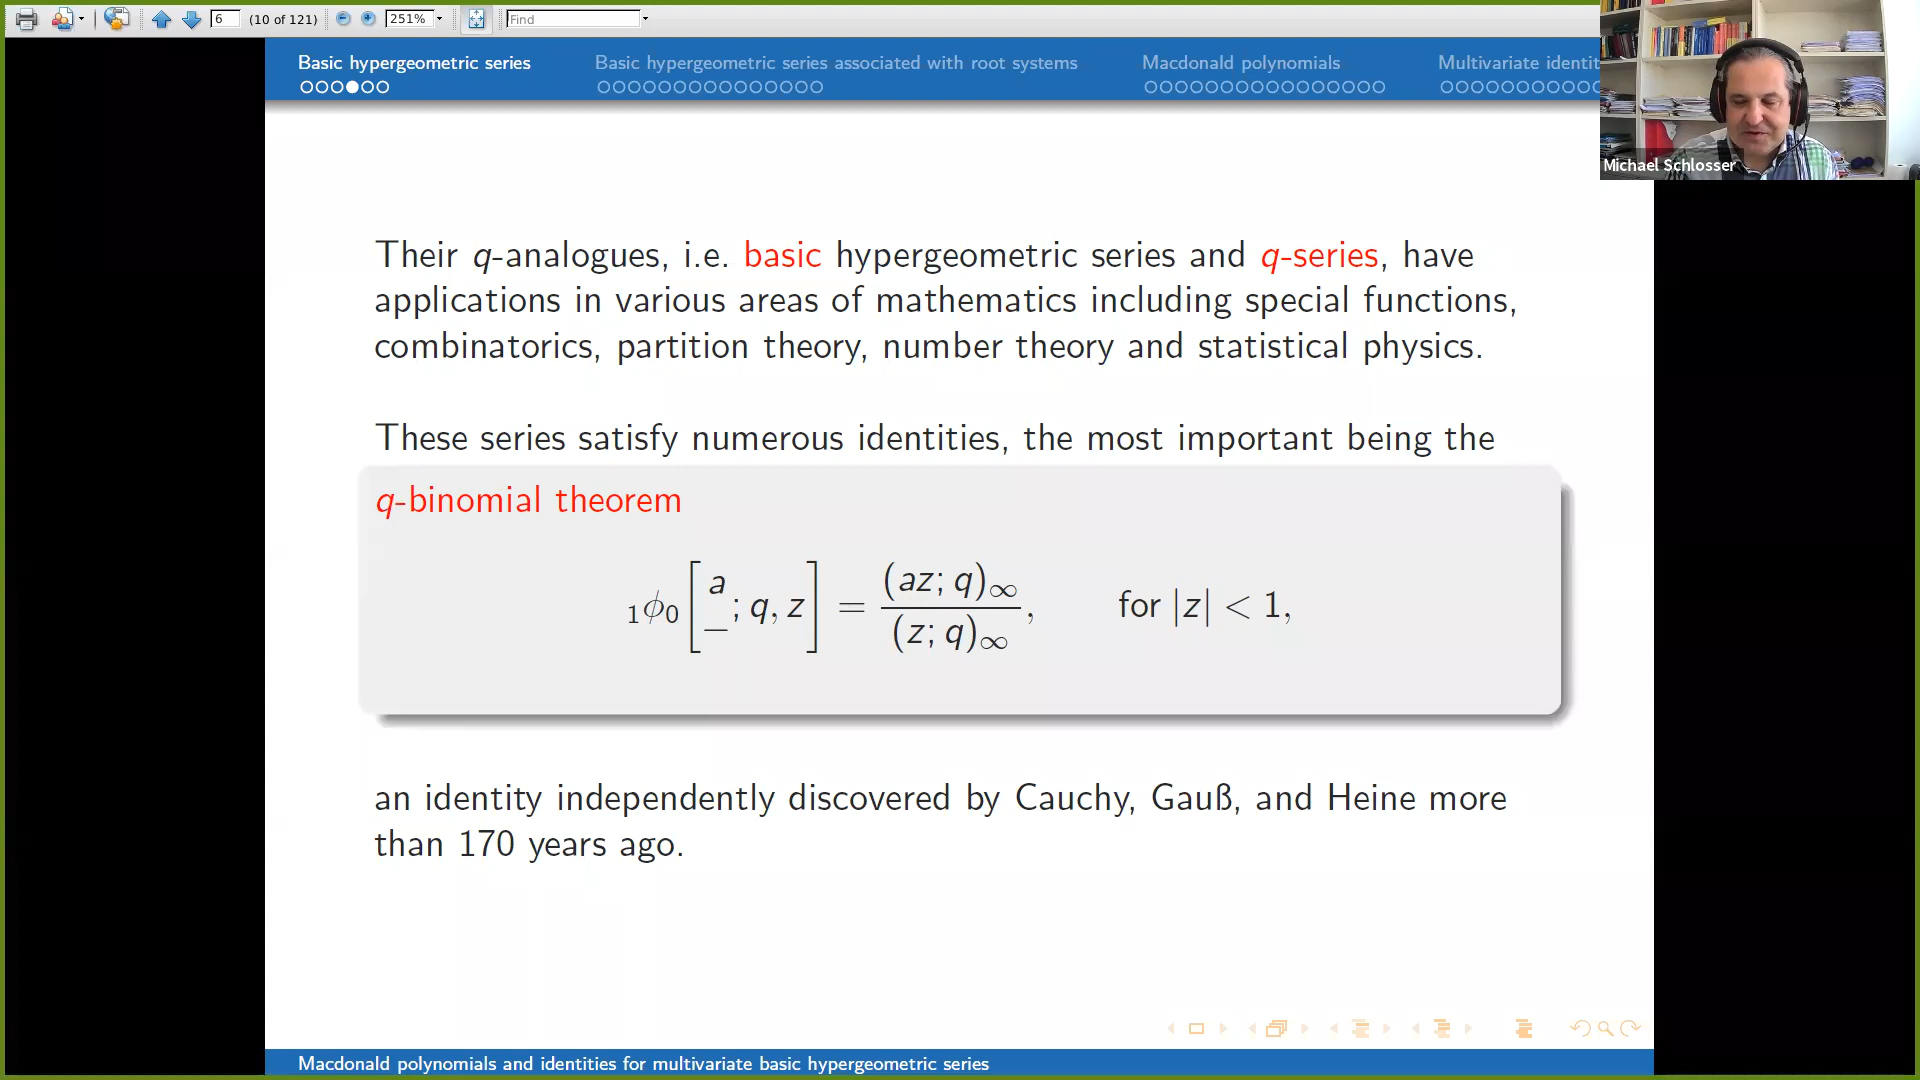 6 (10 of 121) 251% Find
Basic hypergeometric series Basic hypergeometric series associated with root systems Macdonald polynomials Multivariate identit
Michael Schlosser
Their q-analogues, i.e. basic hypergeometric series and q-series, have
applications in various areas of mathematics including special functions,
combinatorics, partition theory, number theory and statistical physics.
These series satisfy numerous identities, the most important being the
q-binomial theorem
₁ϕ₀[a/—; q, z] = (az; q)∞/(z; q)∞, for |z| < 1,
an identity independently discovered by Cauchy, Gauß, and Heine more
than 170 years ago.
Macdonald polynomials and identities for multivariate basic hypergeometric series